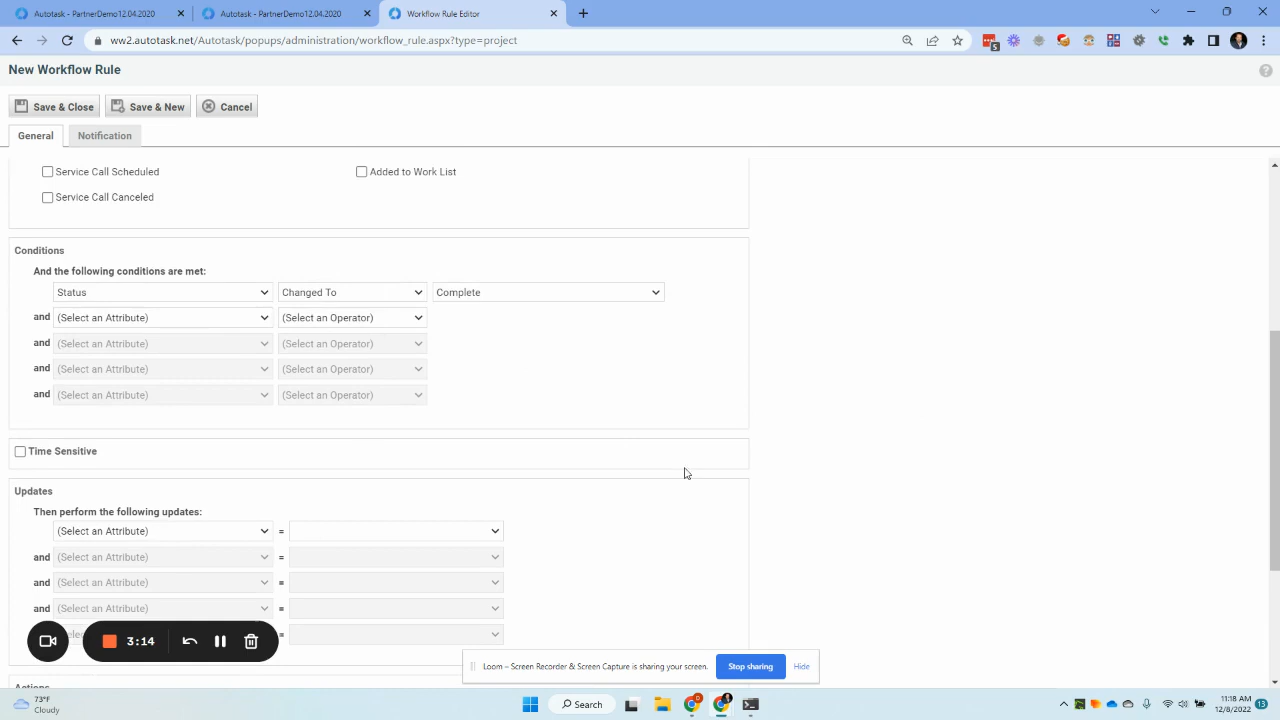 Autotask - PartnerDemo12.04.2020
Autotask - PartnerDemo12.04.2020
Workflow Rule Editor
ww2.autotask.net/Autotask/popups/administration/workflow_rule.aspx?type=project
5
New Workflow Rule
Save & Close
Save & New
Cancel
General
Notification
Service Call Scheduled
Added to Work List
Service Call Canceled
Conditions
And the following conditions are met:
Status Changed To Complete
and (Select an Attribute) (Select an Operator)
and (Select an Attribute) (Select an Operator)
and (Select an Attribute) (Select an Operator)
and (Select an Attribute) (Select an Operator)
Time Sensitive
Updates
Then perform the following updates:
(Select an Attribute) =
and (Select an Attribute) =
and (Select an Attribute) =
and (Select an Attribute) =
=
3:14
Loom – Screen Recorder & Screen Capture is sharing your screen.
Stop sharing
Hide
Actions
73°F
Cloudy
Search
11:18 AM
12/8/2022